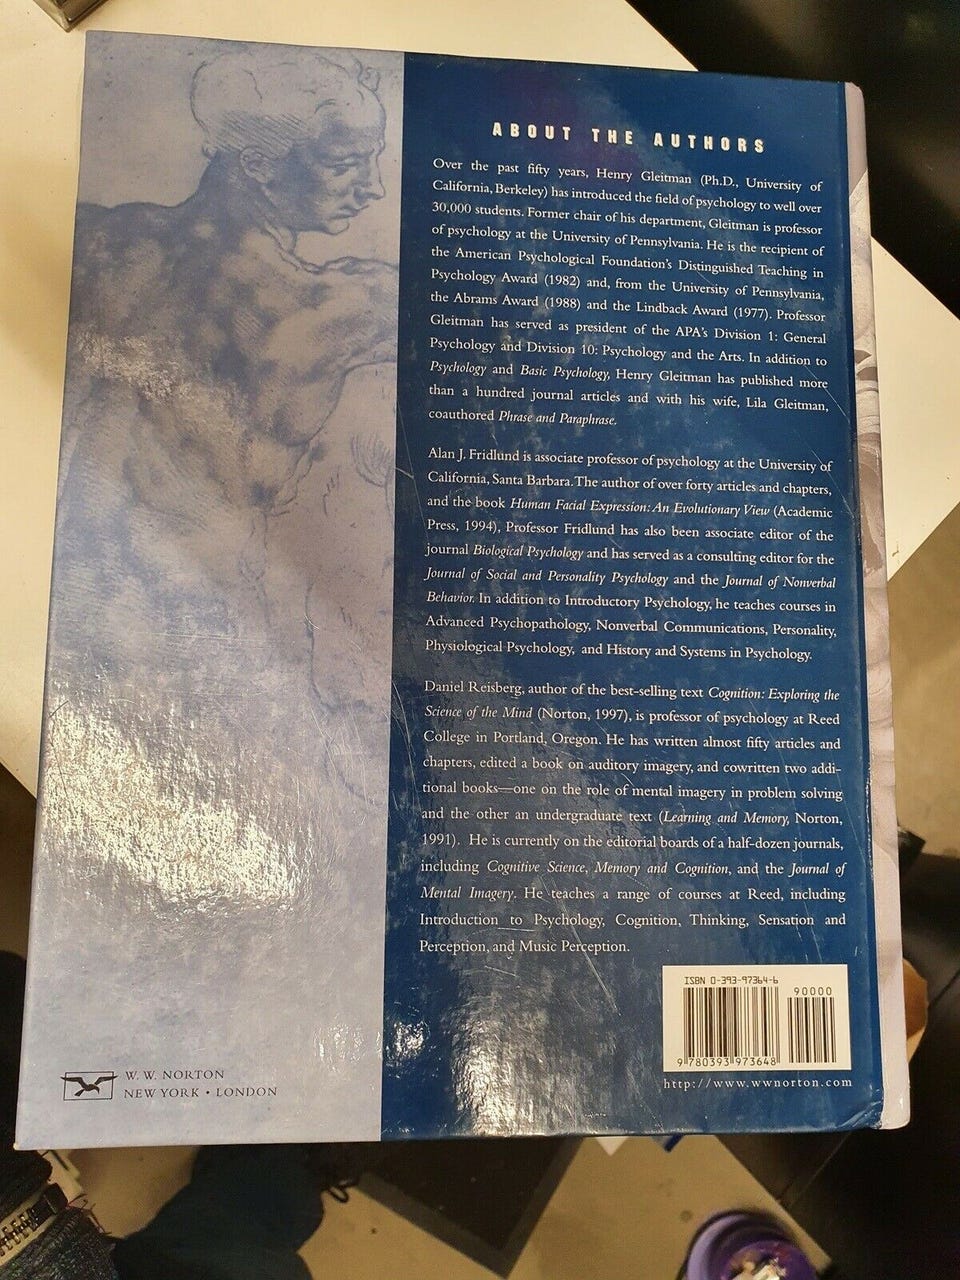 ABOUT THE AUTHORS
Over the past fifty years, Henry Gleitman (Ph.D., University of
California, Berkeley) has introduced the field of psychology to well over
30,000 students. Former chair of his department, Gleitman is professor
of psychology at the University of Pennsylvania. He is the recipient of
the American Psychological Foundation's Distinguished Teaching in
Psychology Award (1982) and, from the University of Pennsylvania,
the Abrams Award (1988) and the Lindback Award (1977). Professor
Gleitman has served as president of the APA's Division 1: General
Psychology and Division 10: Psychology and the Arts. In addition to
Psychology and Basic Psychology, Henry Gleitman has published more
than a hundred journal articles and with his wife, Lila Gleitman,
coauthored Phrase and Paraphrase.
Alan J. Fridlund is associate professor of psychology at the University of
California, Santa Barbara. The author of over forty articles and chapters,
and the book Human Facial Expression: An Evolutionary View (Academic
Press, 1994), Professor Fridlund has also been associate editor of the
journal Biological Psychology and has served as a consulting editor for the
Journal of Social and Personality Psychology and the Journal of Nonverbal
Behavior. In addition to Introductory Psychology, he teaches courses in
Advanced Psychopathology, Nonverbal Communications, Personality,
Physiological Psychology, and History and Systems in Psychology.
Daniel Reisberg, author of the best-selling text Cognition: Exploring the
Science of the Mind (Norton, 1997), is professor of psychology at Reed
College in Portland, Oregon. He has written almost fifty articles and
chapters, edited a book on auditory imagery, and cowritten two addi-
tional books—one on the role of mental imagery in problem solving
and the other an undergraduate text (Learning and Memory, Norton,
1991). He is currently on the editorial boards of a half-dozen journals,
including Cognitive Science, Memory and Cognition, and the Journal of
Mental Imagery. He teaches a range of courses at Reed, including
Introduction to Psychology, Cognition, Thinking, Sensation and
Perception, and Music Perception.
ISBN 0-393-97364-6
90000
9 780393 973648
http://www.wwnorton.com
W. W. NORTON
NEW YORK • LONDON